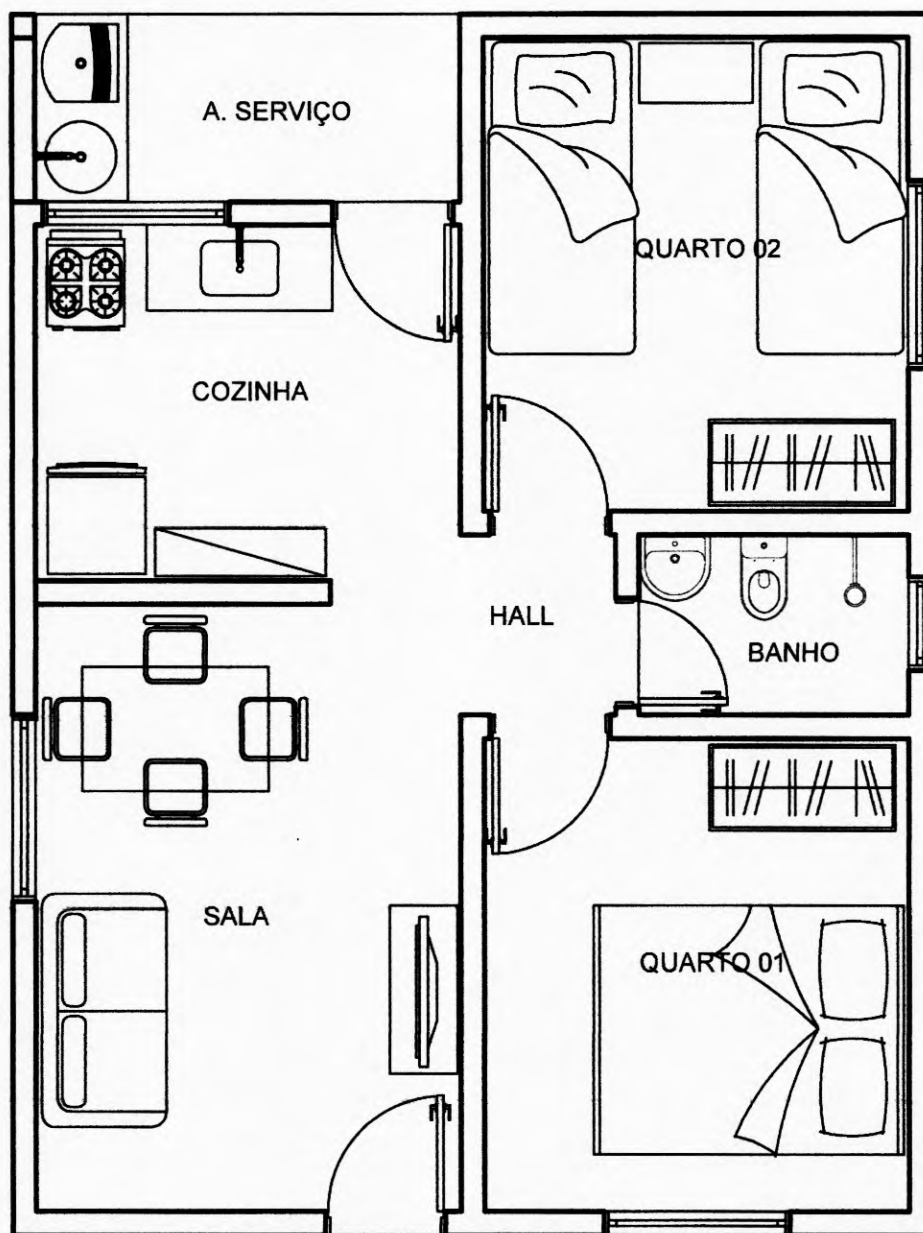 A. SERVIÇO
QUARTO 02
COZINHA
HALL
BANHO
SALA
QUARTO 01